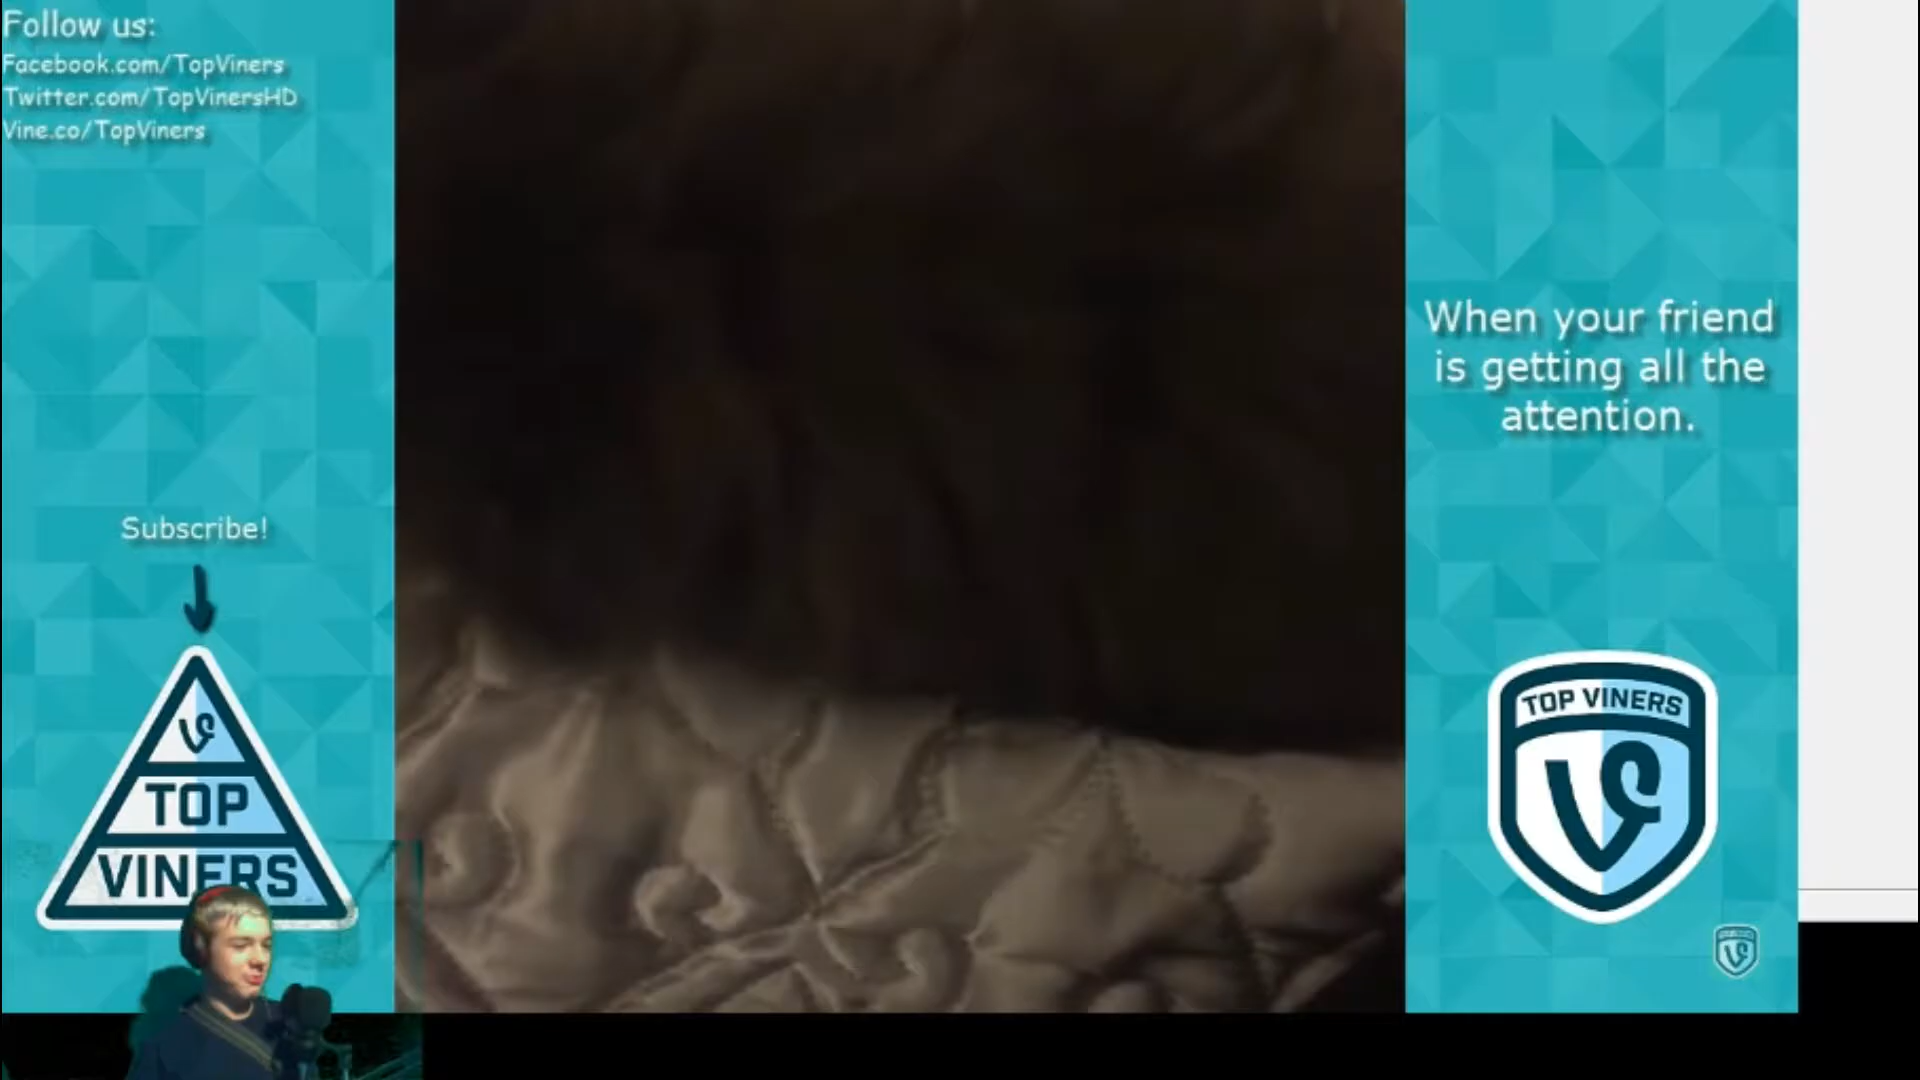 Follow us:
Facebook.com/TopViners
Twitter.com/TopVinersHD
Vine.co/TopViners
Subscribe!
TOP
VINERS
When your friend
is getting all the
attention.
TOP VINERS